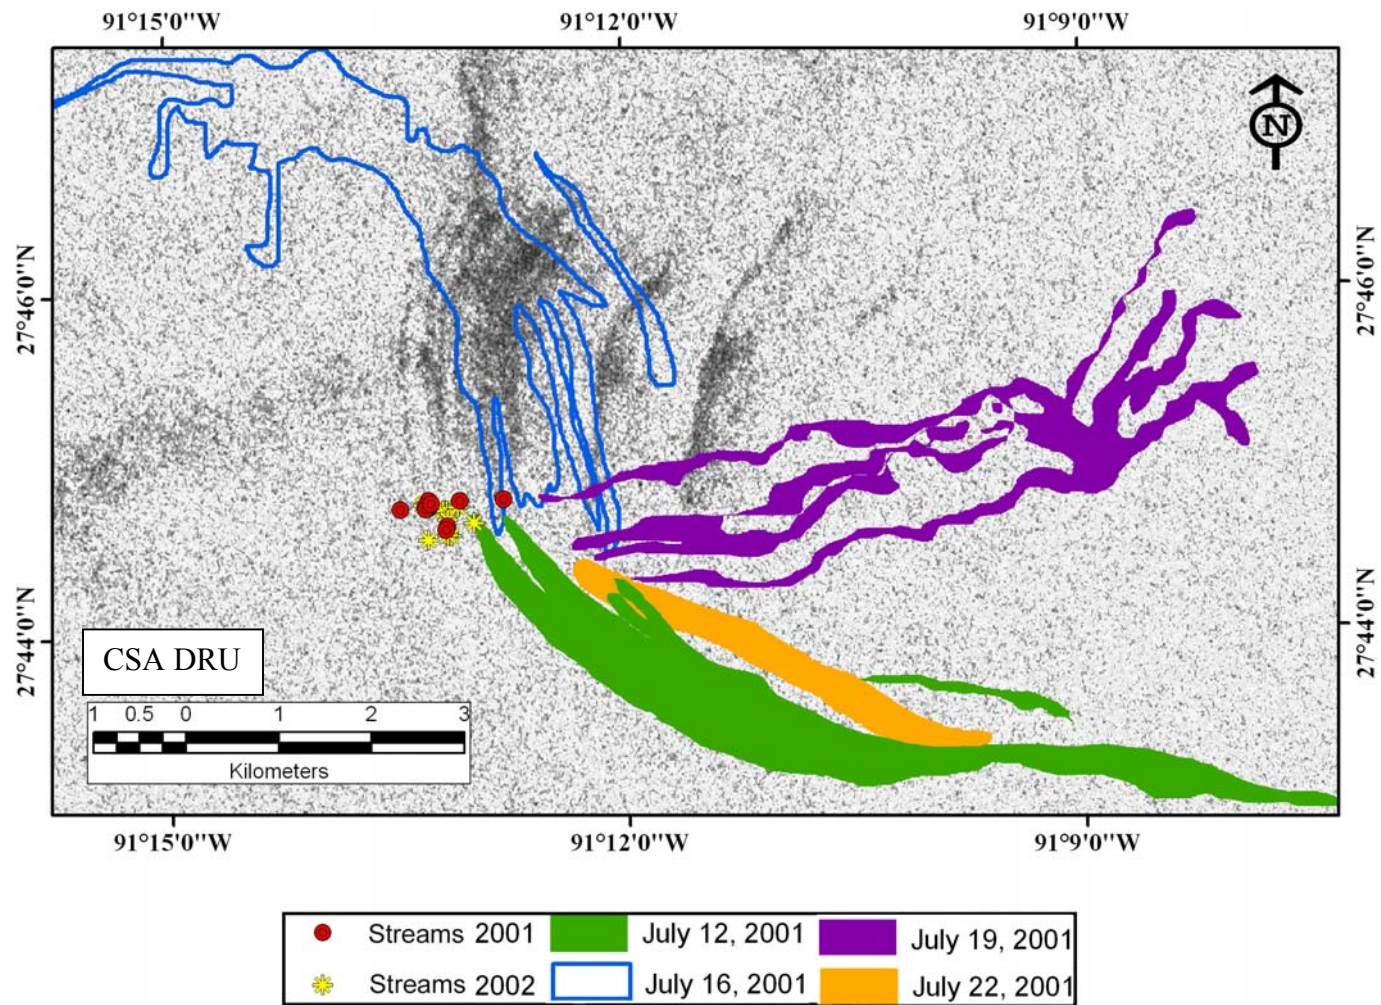 91°15'0"W 91°12'0"W 91°9'0"W
N
27°46'0"N 27°46'0"N
27°44'0"N 27°44'0"N
CSA DRU
1 0.5 0 1 2 3
Kilometers
91°15'0"W 91°12'0"W 91°9'0"W
Streams 2001 July 12, 2001 July 19, 2001
Streams 2002 July 16, 2001 July 22, 2001